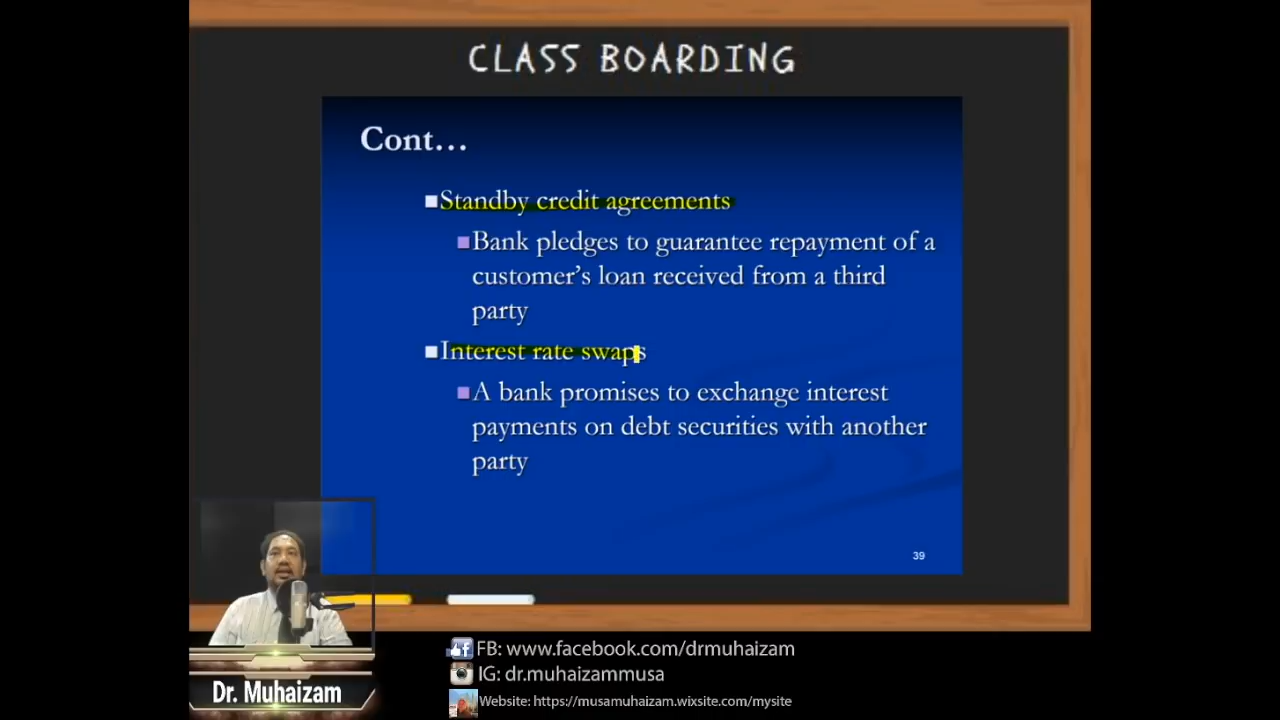 CLASS BOARDING
Cont...
Standby credit agreements
Bank pledges to guarantee repayment of a
customer's loan received from a third
party
Interest rate swaps
A bank promises to exchange interest
payments on debt securities with another
party
39
Dr. Muhaizam
FB: www.facebook.com/drmuhaizam
IG: dr.muhaizammusa
Website: https://musamuhaizam.wixsite.com/mysite